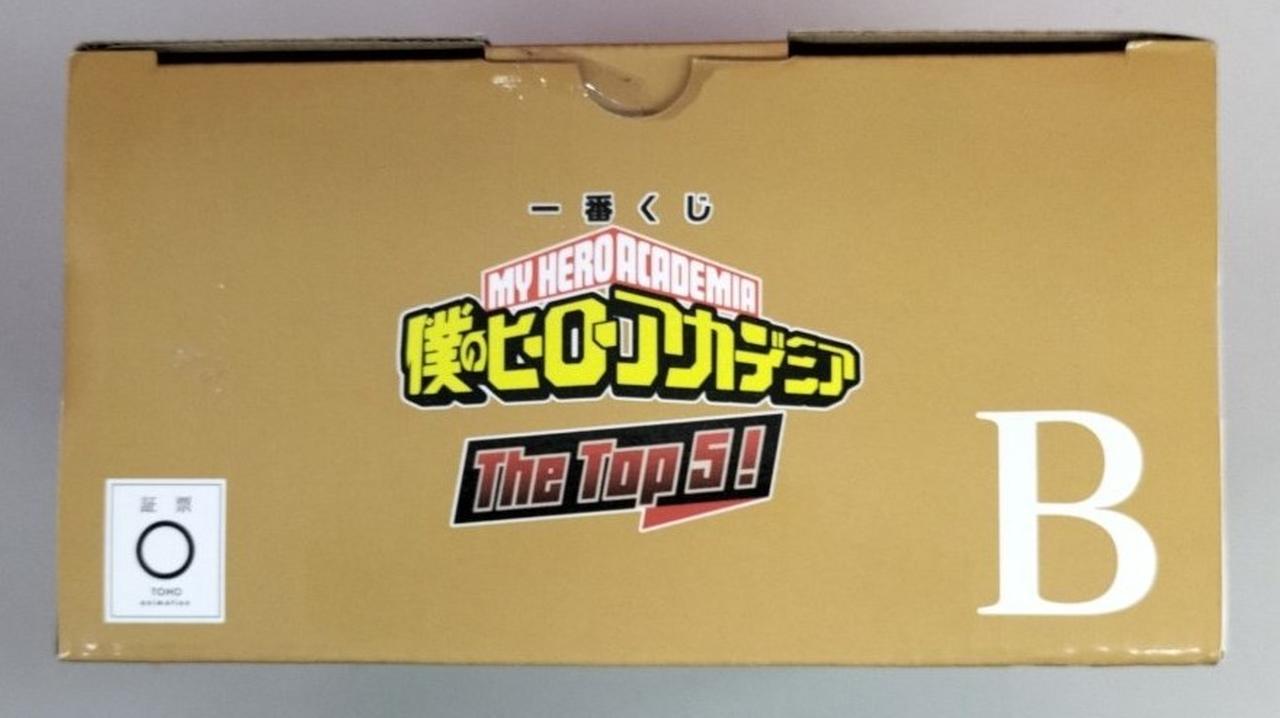 一番くじ
MY HERO ACADEMIA
僕のヒーローアカデミア
The Top 5!
B
証票
TOHO
animation